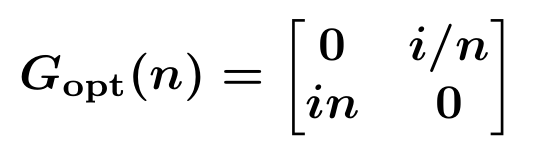 G_opt(n) = [ 0 i/n
in 0 ]